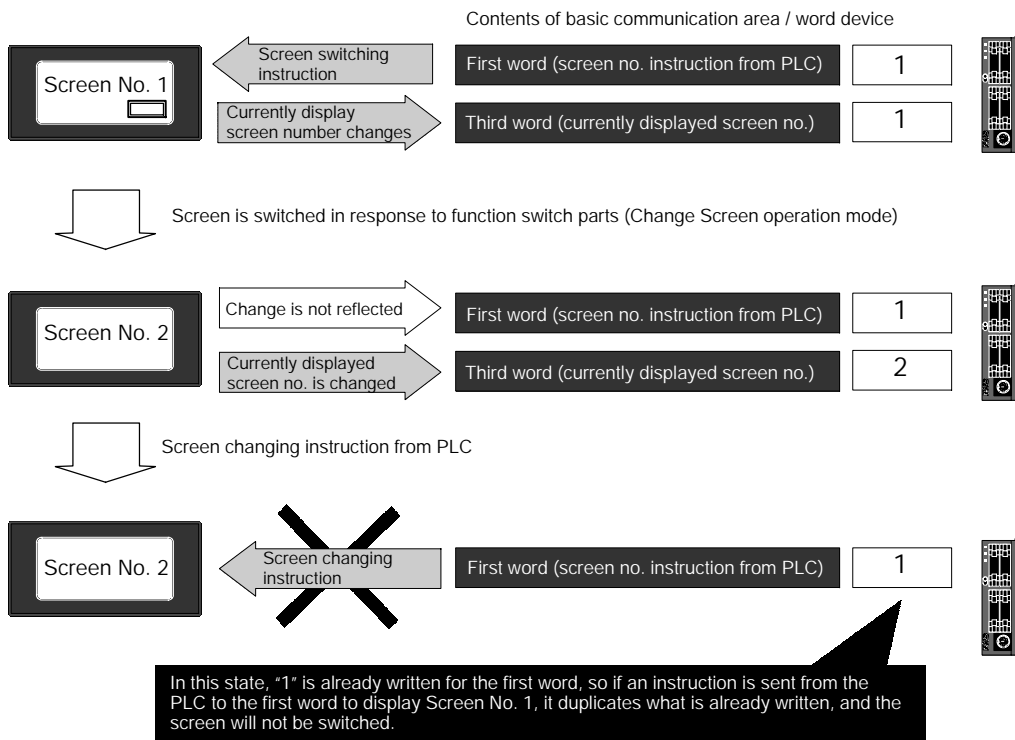 Contents of basic communication area / word device
Screen No. 1
Screen switching
instruction
First word (screen no. instruction from PLC)
1
Currently display
screen number changes
Third word (currently displayed screen no.)
1
Screen is switched in response to function switch parts (Change Screen operation mode)
Screen No. 2
Change is not reflected
First word (screen no. instruction from PLC)
1
Currently displayed
screen no. is changed
Third word (currently displayed screen no.)
2
Screen changing instruction from PLC
Screen No. 2
Screen changing
instruction
First word (screen no. instruction from PLC)
1
In this state, “1” is already written for the first word, so if an instruction is sent from the
PLC to the first word to display Screen No. 1, it duplicates what is already written, and the
screen will not be switched.